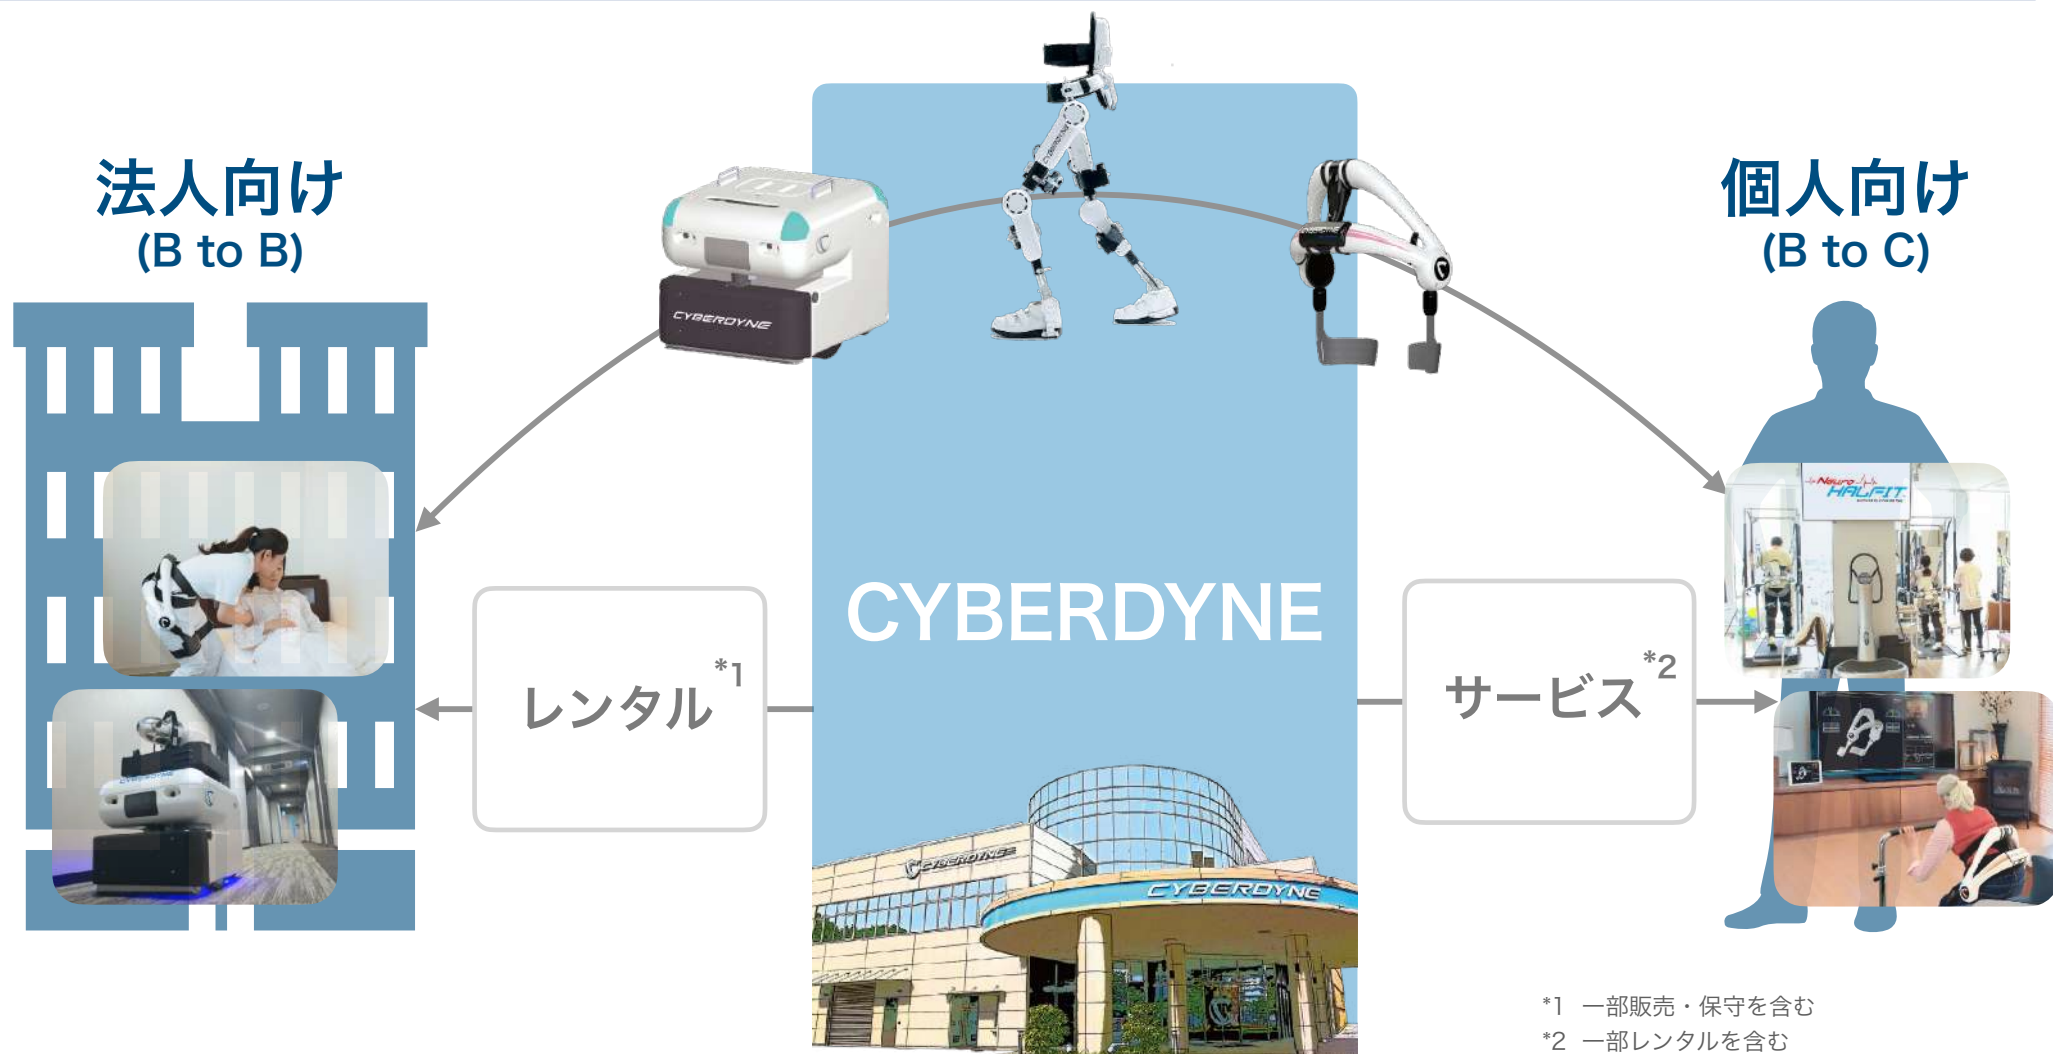 法人向け
(B to B)
個人向け
(B to C)
CYBERDYNE
CYBERDYNE
レンタル*1
サービス*2
Neuro
HALFIT
CYBERDYNE
CYBERDYNE
CYBERDYNE
*1 一部販売・保守を含む
*2 一部レンタルを含む